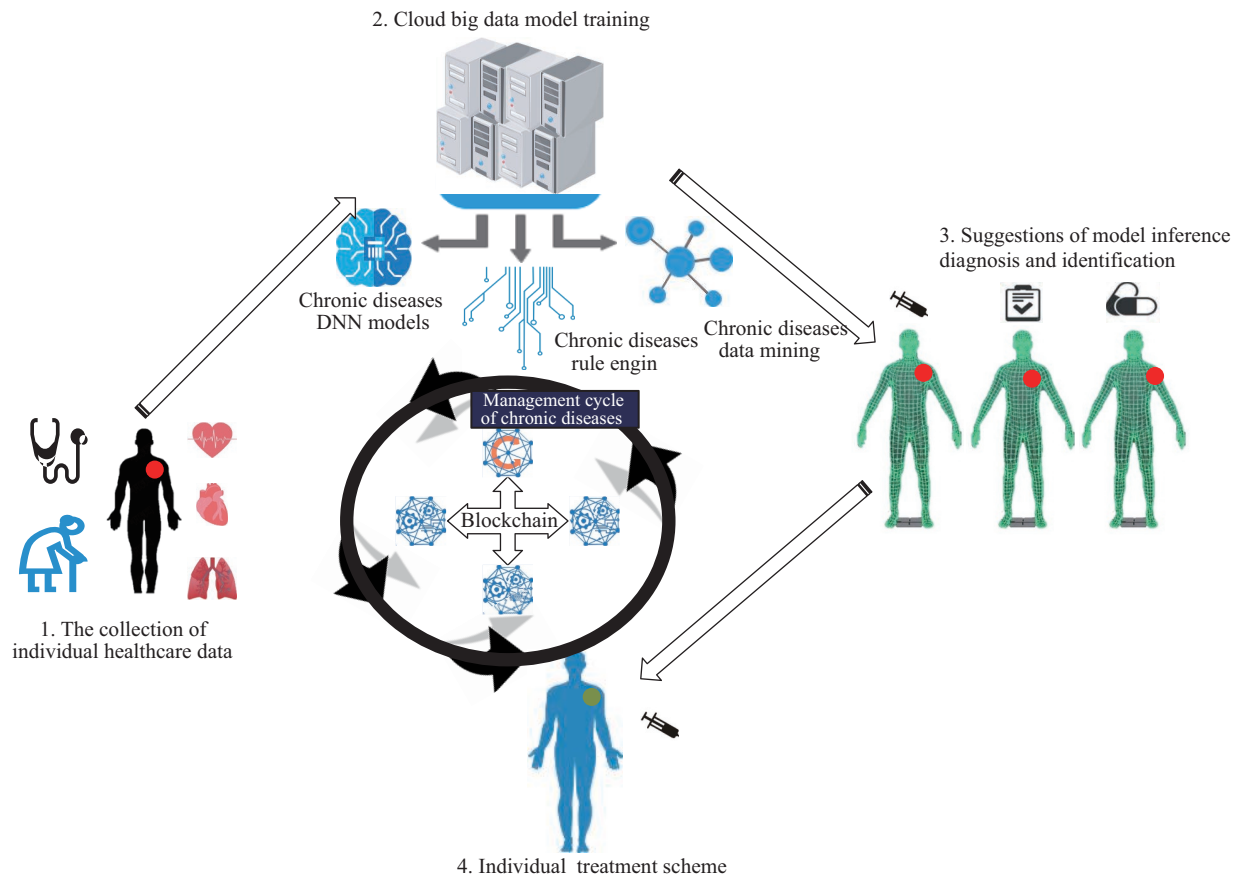 2. Cloud big data model training
3. Suggestions of model inference
diagnosis and identification
Chronic diseases
DNN models
Chronic diseases
rule engin
Chronic diseases
data mining
Management cycle
of chronic diseases
C
Blockchain
1. The collection of
individual healthcare data
4. Individual treatment scheme